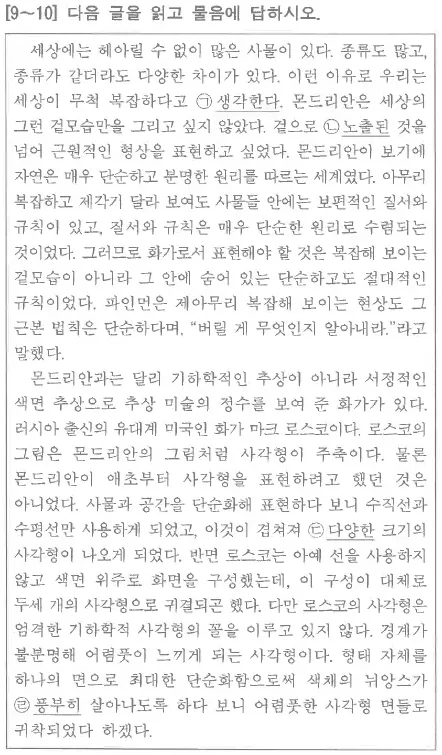 [9~10] 다음 글을 읽고 물음에 답하시오.
세상에는 헤아릴 수 없이 많은 사물이 있다. 종류도 많고,
종류가 같더라도 다양한 차이가 있다. 이런 이유로 우리는
세상이 무척 복잡하다고 ㉠생각한다. 몬드리안은 세상의
그런 겉모습만을 그리고 싶지 않았다. 겉으로 ㉡노출된 것을
넘어 근원적인 형상을 표현하고 싶었다. 몬드리안이 보기에
자연은 매우 단순하고 분명한 원리를 따르는 세계였다. 아무리
복잡하고 제각기 달라 보여도 사물들 안에는 보편적인 질서와
규칙이 있고, 질서와 규칙은 매우 단순한 원리로 수렴되는
것이었다. 그러므로 화가로서 표현해야 할 것은 복잡해 보이는
겉모습이 아니라 그 안에 숨어 있는 단순하고도 절대적인
규칙이었다. 파인먼은 제아무리 복잡해 보이는 현상도 그
근본 법칙은 단순하다며, “버릴 게 무엇인지 알아내라.”라고
말했다.
몬드리안과는 달리 기하학적인 추상이 아니라 서정적인
색면 추상으로 추상 미술의 정수를 보여 준 화가가 있다.
러시아 출신의 유대계 미국인 화가 마크 로스코이다. 로스코의
그림은 몬드리안의 그림처럼 사각형이 주축이다. 물론
몬드리안이 애초부터 사각형을 표현하려고 했던 것은
아니었다. 사물과 공간을 단순화해 표현하다 보니 수직선과
수평선만 사용하게 되었고, 이것이 겹쳐져 ㉢다양한 크기의
사각형이 나오게 되었다. 반면 로스코는 아예 선을 사용하지
않고 색면 위주로 화면을 구성했는데, 이 구성이 대체로
두세 개의 사각형으로 귀결되곤 했다. 다만 로스코의 사각형은
엄격한 기하학적 사각형의 꼴을 이루고 있지 않다. 경계가
불분명해 어렴풋이 느끼게 되는 사각형이다. 형태 자체를
하나의 면으로 최대한 단순화함으로써 색채의 뉘앙스가
㉣풍부히 살아나도록 하다 보니 어렴풋한 사각형 면들로
귀착되었다 하겠다.